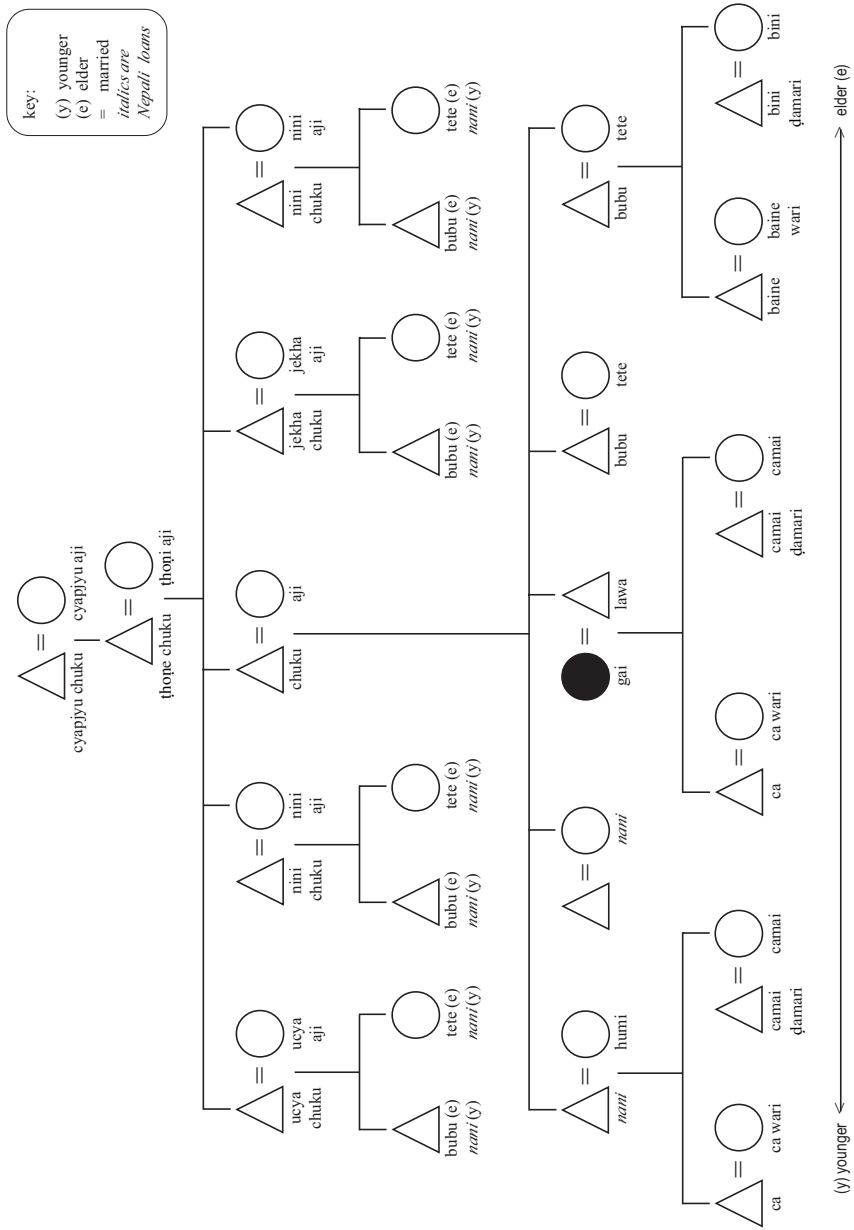 key:
(y) younger
(e) elder
= married
italics are
Nepali loans
cyapjyu chuku
=
cyapjyu aji
ṭhoṇe chuku
=
ṭhoṇi aji
ucya
chuku
=
ucya
aji
nini
chuku
=
nini
aji
chuku
=
aji
jekha
chuku
=
jekha
aji
nini
chuku
=
nini
aji
bubu (e)
nani (y)
tete (e)
nani (y)
bubu (e)
nani (y)
tete (e)
nani (y)
bubu (e)
nani (y)
tete (e)
nani (y)
bubu (e)
nani (y)
tete (e)
nani (y)
nani
=
humi
=
nani
gai
=
lawa
bubu
=
tete
bubu
=
tete
ca
=
ca wari
camai
ḍamari
=
camai
ca
=
ca wari
camai
ḍamari
=
camai
baine
=
baine
wari
bini
ḍamari
=
bini
(y) younger
elder (e)